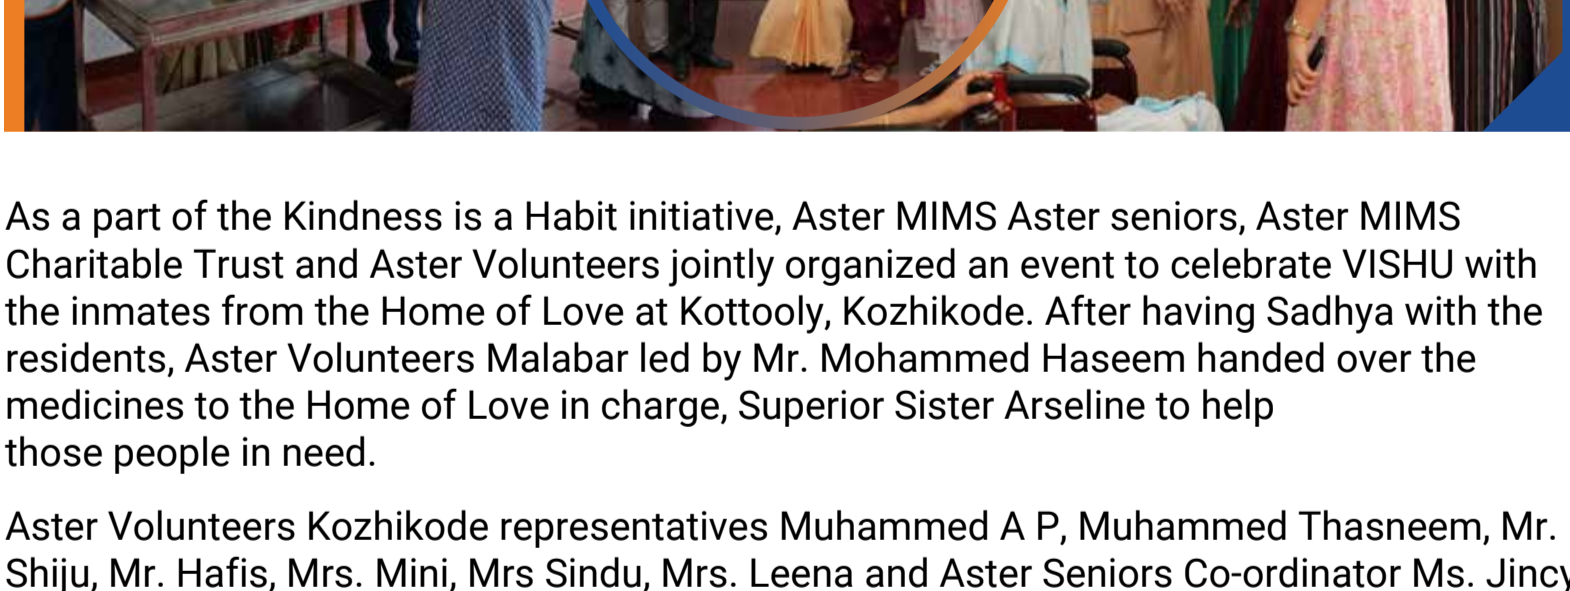 As a part of the Kindness is a Habit initiative, Aster MIMS Aster seniors, Aster MIMS
Charitable Trust and Aster Volunteers jointly organized an event to celebrate VISHU with
the inmates from the Home of Love at Kottooly, Kozhikode. After having Sadhya with the
residents, Aster Volunteers Malabar led by Mr. Mohammed Haseem handed over the
medicines to the Home of Love in charge, Superior Sister Arseline to help
those people in need.
Aster Volunteers Kozhikode representatives Muhammed A P, Muhammed Thasneem, Mr.
Shiju, Mr. Hafis, Mrs. Mini, Mrs Sindu, Mrs. Leena and Aster Seniors Co-ordinator Ms. Jincy